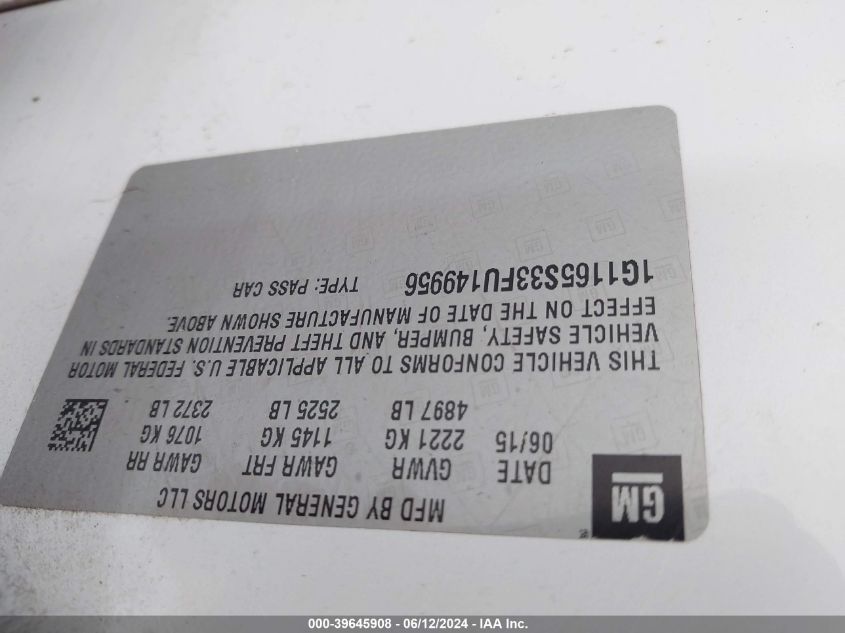 GM
MFD BY GENERAL MOTORS LLC
DATE GVWR GAWR FRT GAWR RR
06/15 2221 KG 1145 KG 1076 KG
4897 LB 2525 LB 2372 LB
THIS VEHICLE CONFORMS TO ALL APPLICABLE U.S. FEDERAL MOTOR
VEHICLE SAFETY, BUMPER, AND THEFT PREVENTION STANDARDS IN
EFFECT ON THE DATE OF MANUFACTURE SHOWN ABOVE.
1G1165S33FU149956 TYPE: PASS CAR
000-39645908 - 06/12/2024 - IAA Inc.